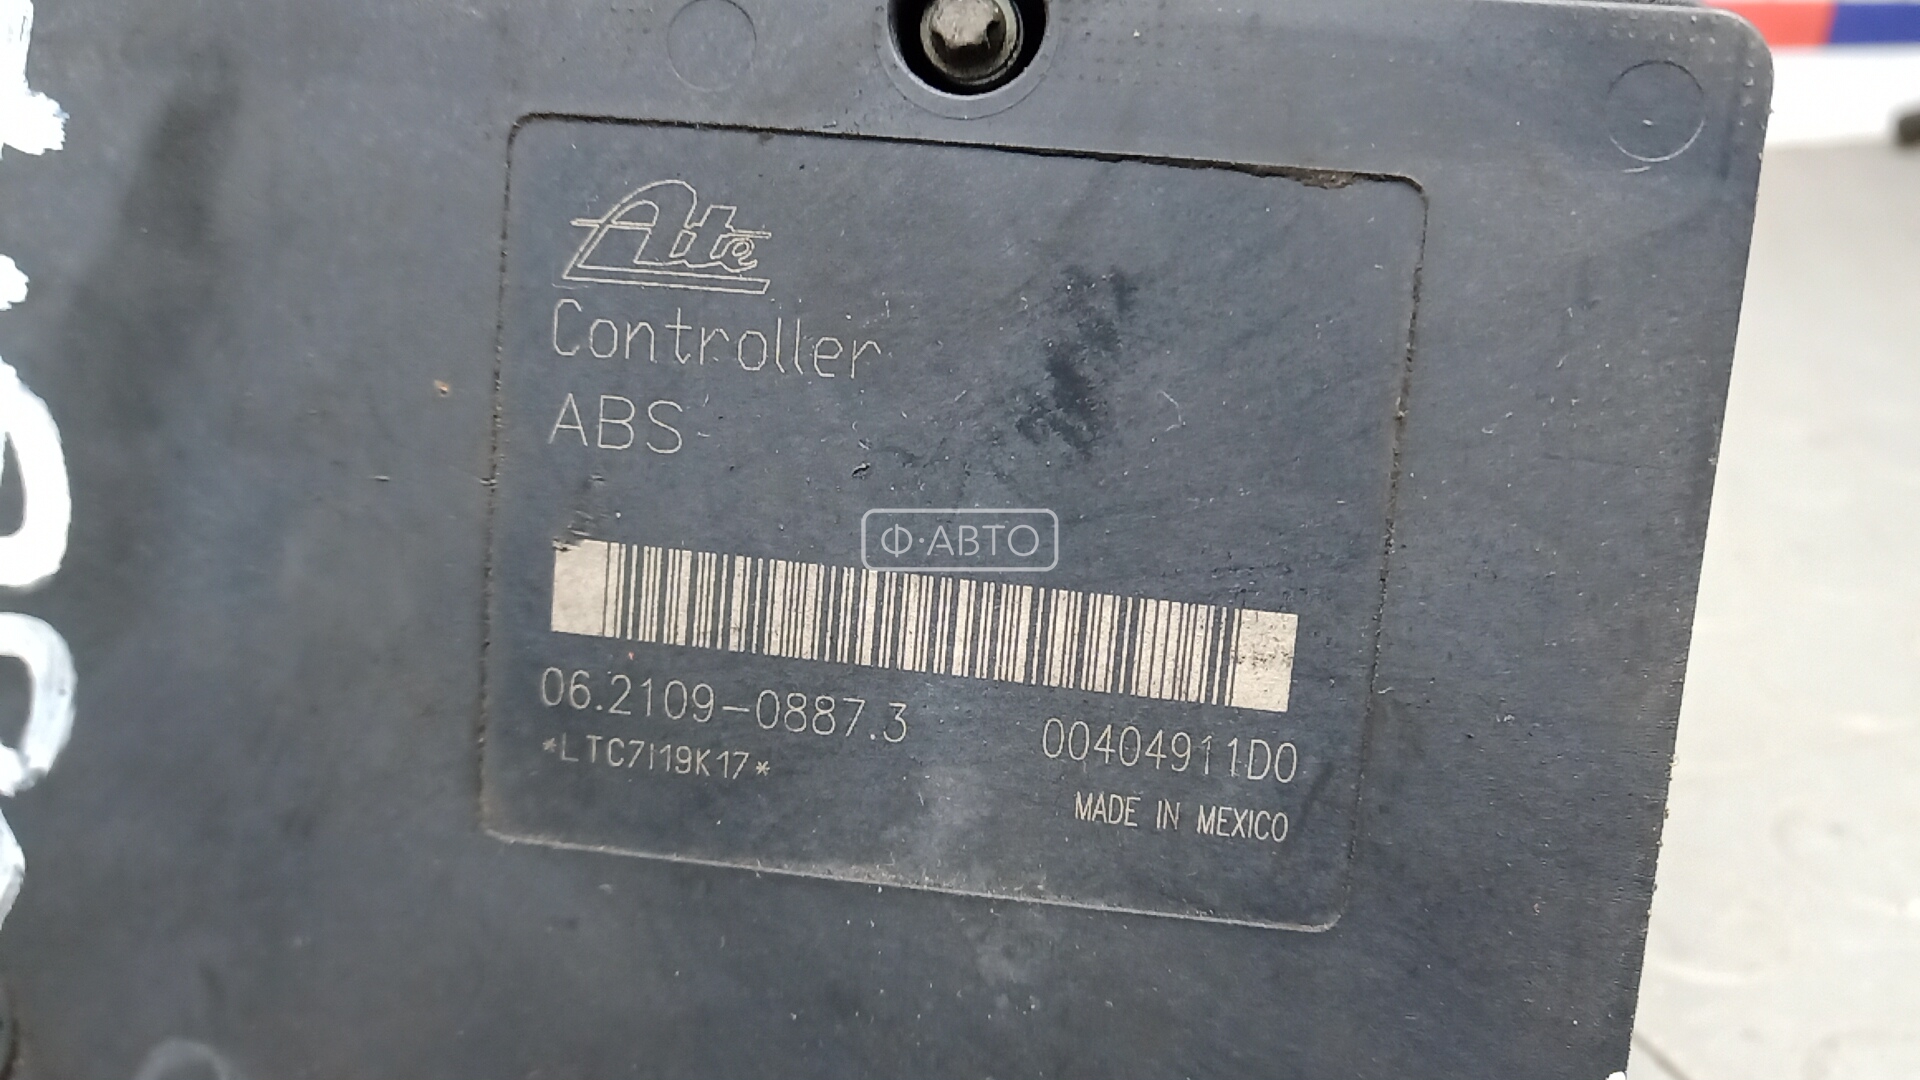 Ate
Controller
ABS
Ф·АВТО
06.2109-0887.3 00404911D0
*LTC7I19K17*
MADE IN MEXICO